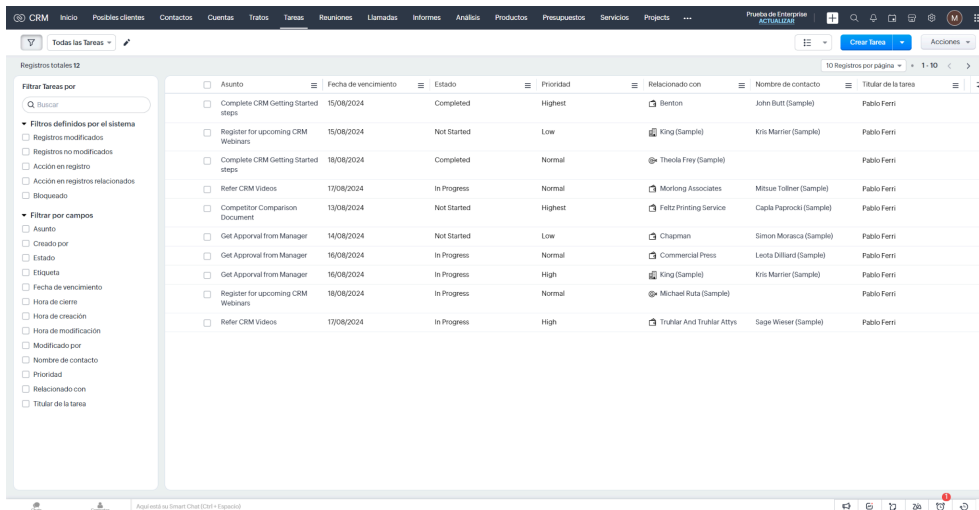 CRM Inicio Posibles clientes Contactos Cuentas Tratos Tareas Reuniones Llamadas Informes Análisis Productos Presupuestos Servicios Projects ••• Prueba de Enterprise M
ACTUALIZAR
Todas las Tareas Crear Tarea Acciones
Registros totales 12 10 Registros por página 1 - 10
Filtrar Tareas por
Buscar
Filtros definidos por el sistema
Registros modificados
Registros no modificados
Acción en registro
Acción en registros relacionados
Bloqueado
Filtrar por campos
Asunto
Creado por
Estado
Etiqueta
Fecha de vencimiento
Hora de cierre
Hora de creación
Hora de modificación
Modificado por
Nombre de contacto
Prioridad
Relacionado con
Titular de la tarea
Asunto Fecha de vencimiento Estado Prioridad Relacionado con Nombre de contacto Titular de la tarea
Complete CRM Getting Started 15/08/2024 Completed Highest Benton John Butt (Sample) Pablo Ferri
steps
Register for upcoming CRM 15/08/2024 Not Started Low King (Sample) Kris Marrier (Sample) Pablo Ferri
Webinars
Complete CRM Getting Started 18/08/2024 Completed Normal Theola Frey (Sample) Pablo Ferri
steps
Refer CRM Videos 17/08/2024 In Progress Normal Morlong Associates Mitsue Tollner (Sample) Pablo Ferri
Competitor Comparison 13/08/2024 Not Started Highest Feltz Printing Service Capla Paprocki (Sample) Pablo Ferri
Document
Get Apporval from Manager 14/08/2024 Not Started Low Chapman Simon Morasca (Sample) Pablo Ferri
Get Approval from Manager 16/08/2024 In Progress Normal Commercial Press Leota Dilliard (Sample) Pablo Ferri
Get Apporval from Manager 16/08/2024 In Progress High King (Sample) Kris Marrier (Sample) Pablo Ferri
Register for upcoming CRM 18/08/2024 In Progress Normal Michael Ruta (Sample) Pablo Ferri
Webinars
Refer CRM Videos 17/08/2024 In Progress High Truhlar And Truhlar Attys Sage Wieser (Sample) Pablo Ferri
Aquí está su Smart Chat (Ctrl + Espacio) 1